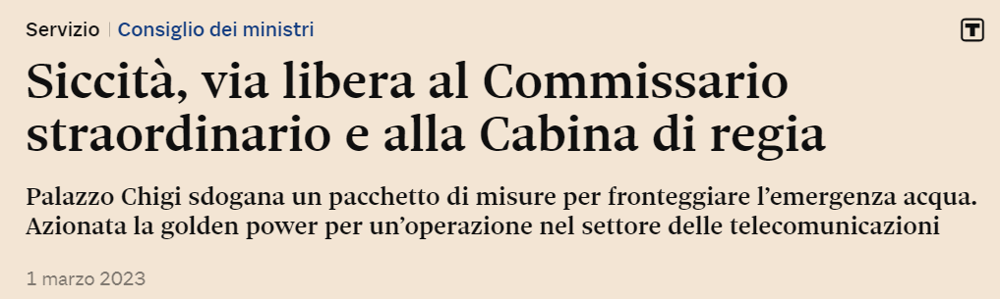 Servizio | Consiglio dei ministri
T
Siccità, via libera al Commissario
straordinario e alla Cabina di regia
Palazzo Chigi sdogana un pacchetto di misure per fronteggiare l’emergenza acqua.
Azionata la golden power per un’operazione nel settore delle telecomunicazioni
1 marzo 2023